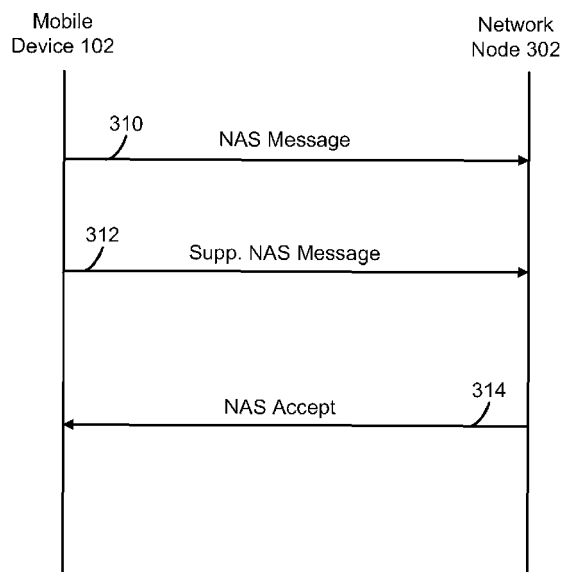 Mobile
Device 102
Network
Node 302
310
NAS Message
312
Supp. NAS Message
314
NAS Accept